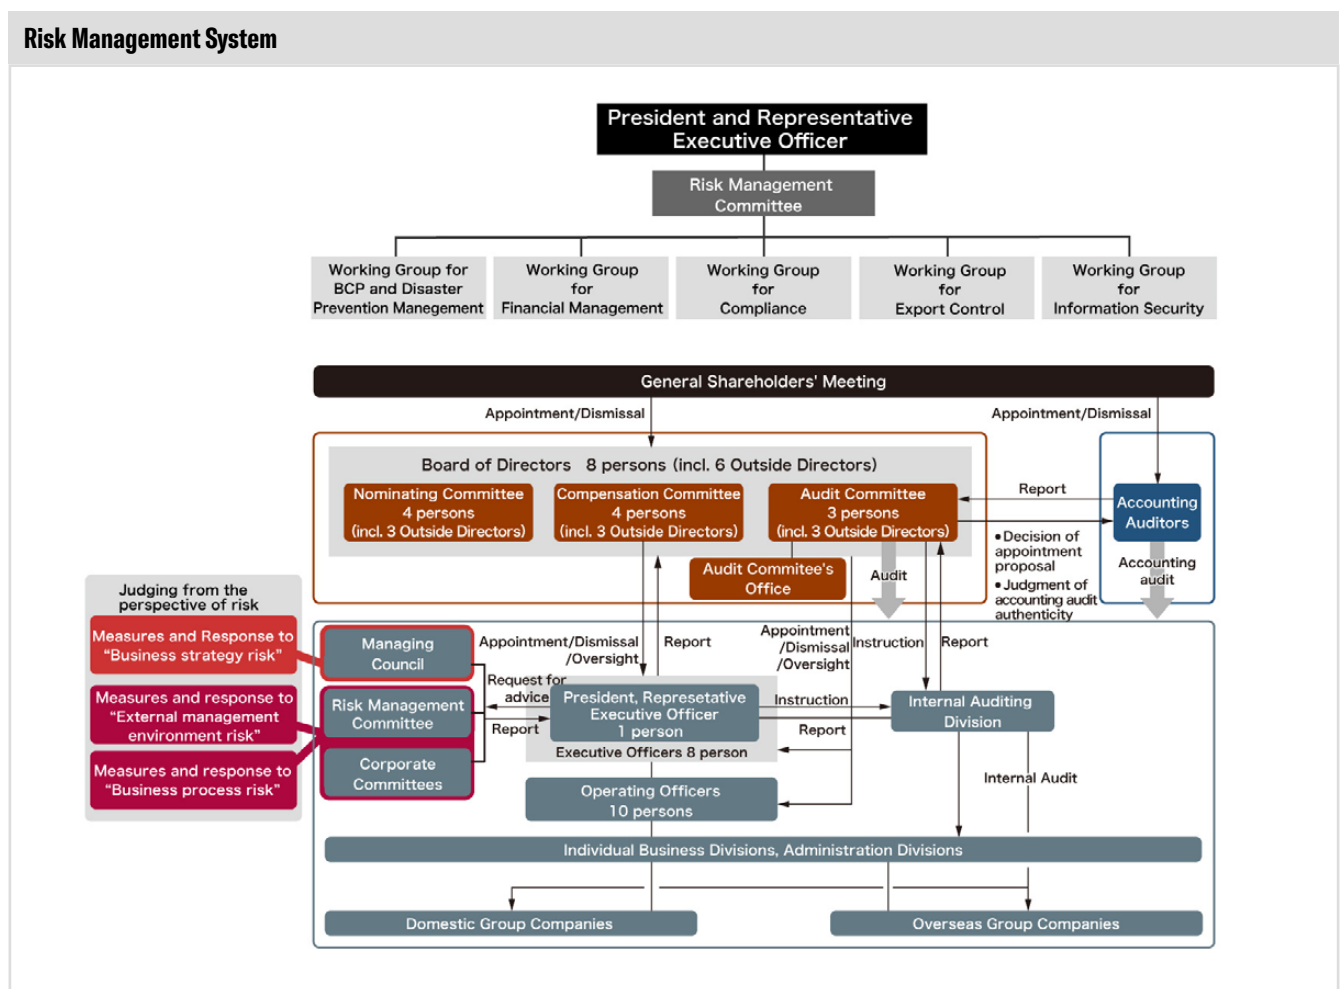 Risk Management System
President and Representative
Executive Officer
Risk Management
Committee
Working Group for
BCP and Disaster
Prevention Management
Working Group
for
Financial Management
Working Group
for
Compliance
Working Group
for
Export Control
Working Group
for
Information Security
General Shareholders' Meeting
Appointment/Dismissal
Appointment/Dismissal
Board of Directors 8 persons (incl. 6 Outside Directors)
Nominating Committee
4 persons
(incl. 3 Outside Directors)
Compensation Committee
4 persons
(incl. 3 Outside Directors)
Audit Committee
3 persons
(incl. 3 Outside Directors)
Report
Accounting
Auditors
•Decision of
appointment
proposal
•Judgment of
accounting audit
authenticity
Accounting
audit
Audit Commitee's
Office
Audit
Judging from the
perspective of risk
Measures and Response to
“Business strategy risk”
Measures and response to
“External management
environment risk”
Measures and response to
“Business process risk”
Managing
Council
Risk Management
Committee
Corporate
Committees
Appointment/Dismissal
/Oversight
Report
Appointment
/Dismissal
/Oversight
Instruction
Report
Request for
advice
Report
President, Represetative
Executive Officer
1 person
Executive Officers 8 person
Instruction
Report
Internal Auditing
Division
Internal Audit
Operating Officers
10 persons
Individual Business Divisions, Administration Divisions
Domestic Group Companies
Overseas Group Companies